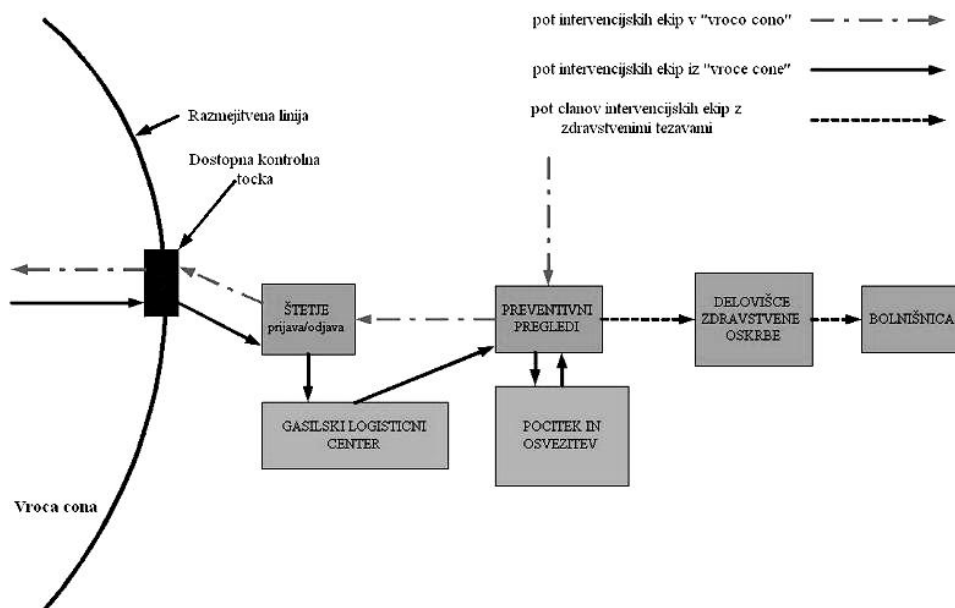 pot intervencijskih ekip v "vroco cono"
pot intervencijskih ekip iz "vroce cone"
pot clanov intervencijskih ekip z
zdravstvenimi tezavami
Razmejitvena linija
Dostopna kontrolna
tocka
ŠTETJE
prijava/odjava
PREVENTIVNI
PREGLEDI
DELOVIŠCE
ZDRAVSTVENE
OSKRBE
BOLNIŠNICA
GASILSKI LOGISTICNI
CENTER
POCITEK IN
OSVEZITEV
Vroca cona